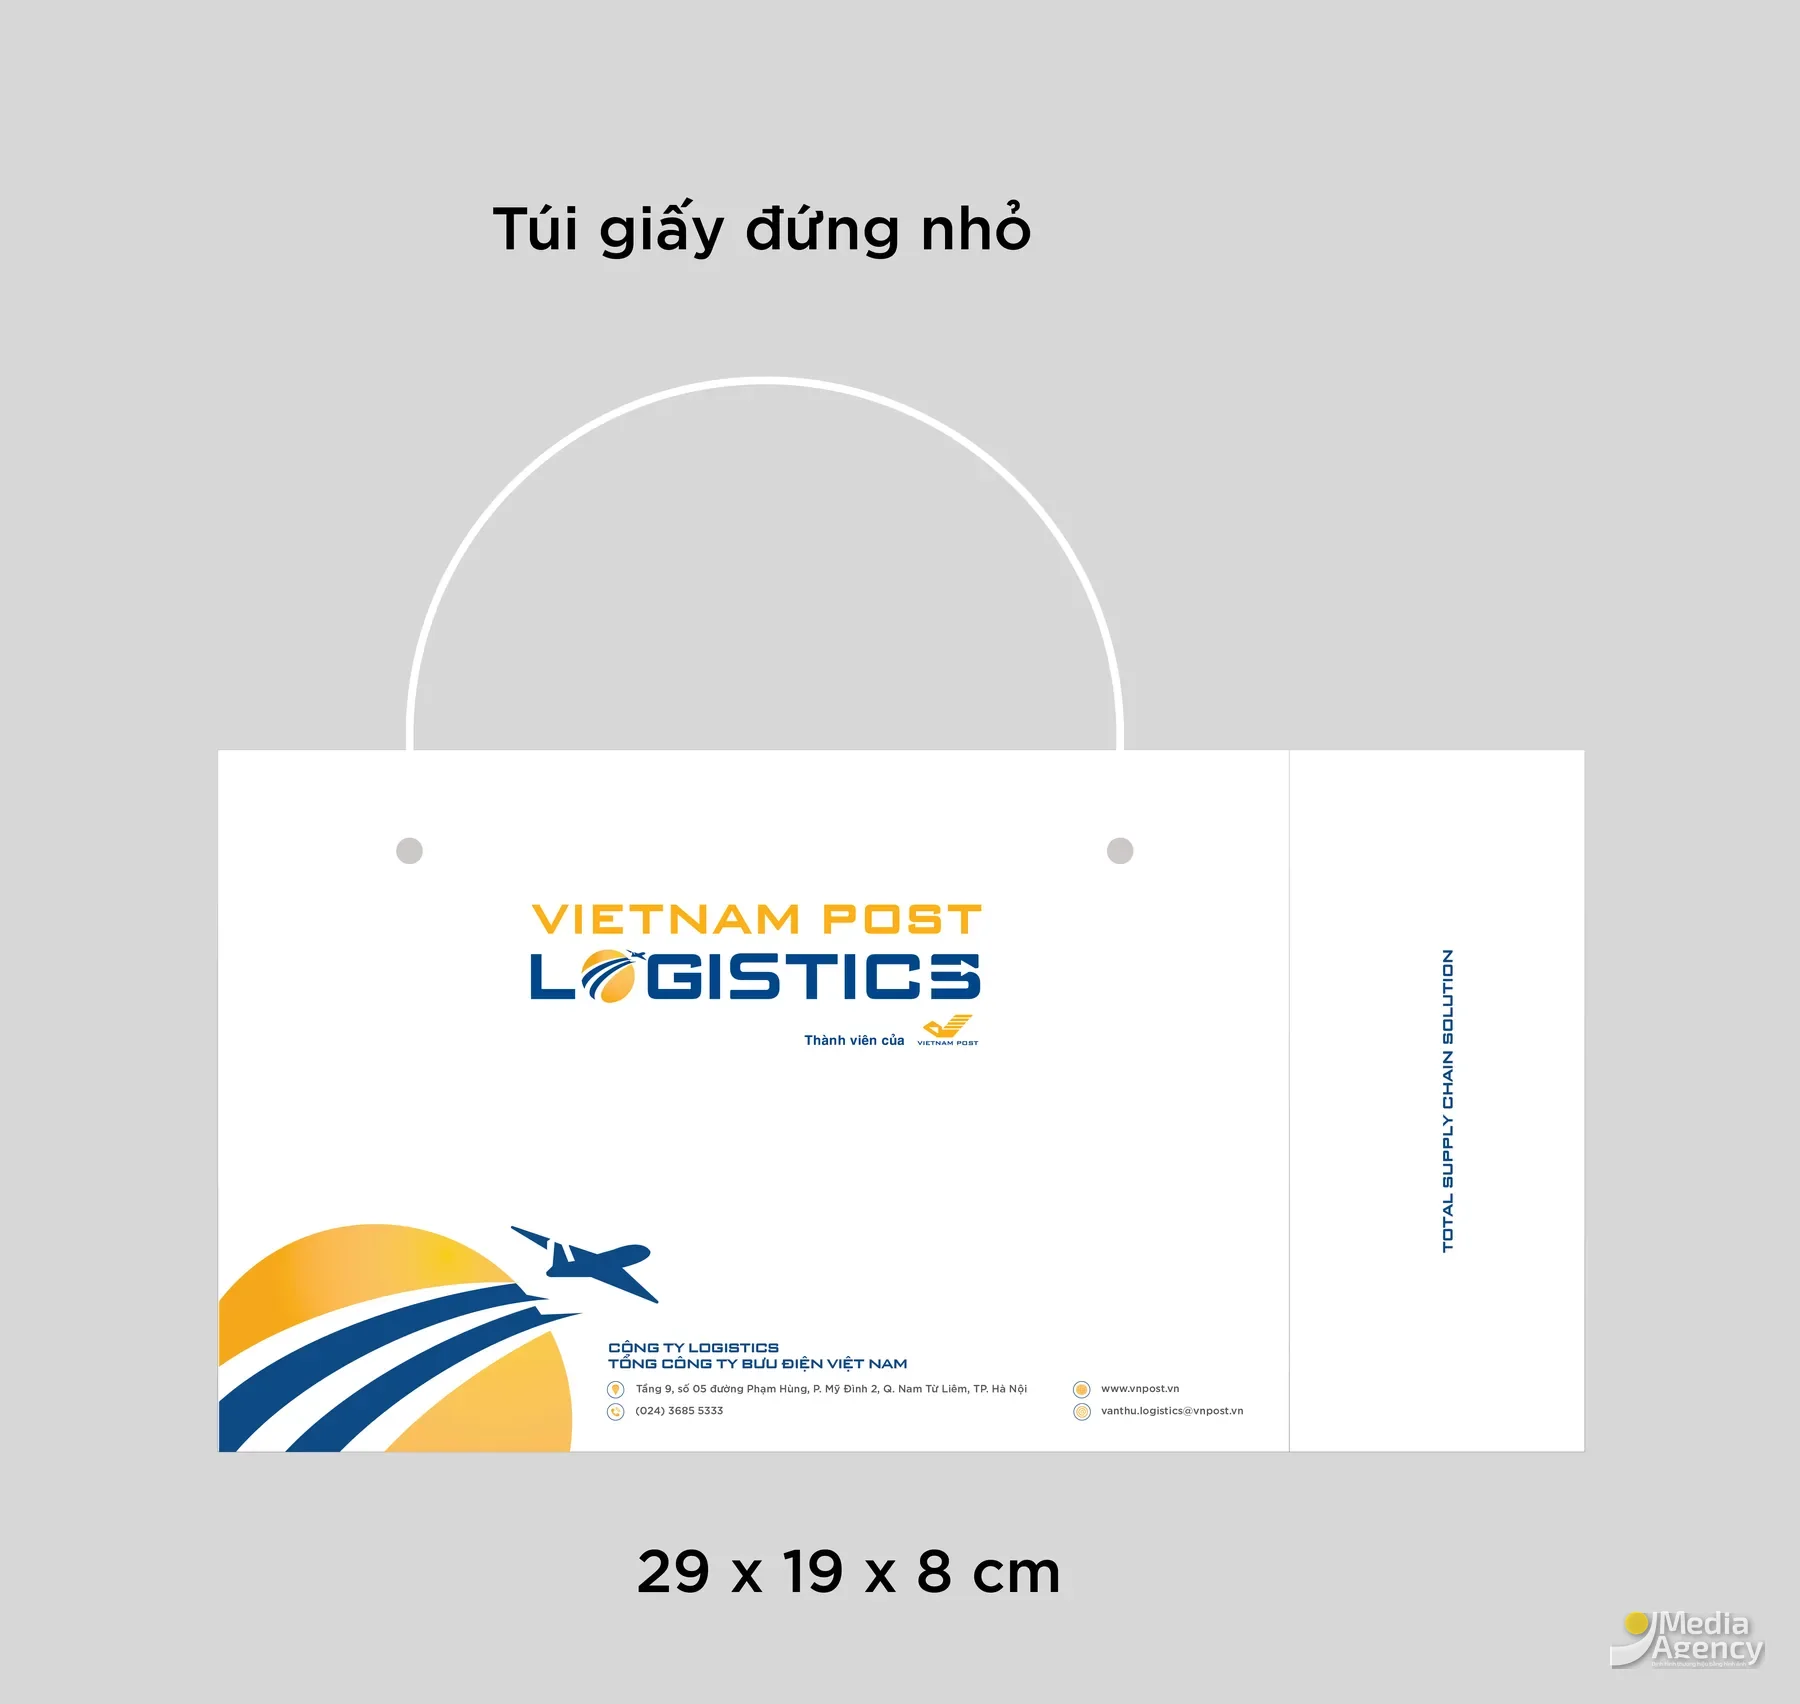 Túi giấy đứng nhỏ
VIETNAM POST
LOGISTICS
Thành viên của
VIETNAM POST
TOTAL SUPPLY CHAIN SOLUTION
CÔNG TY LOGISTICS
TỔNG CÔNG TY BƯU ĐIỆN VIỆT NAM
Tầng 9, số 05 đường Phạm Hùng, P. Mỹ Đình 2, Q. Nam Từ Liêm, TP. Hà Nội
(024) 3685 5333
www.vnpost.vn
vanthu.logistics@vnpost.vn
29 x 19 x 8 cm
Media
Agency